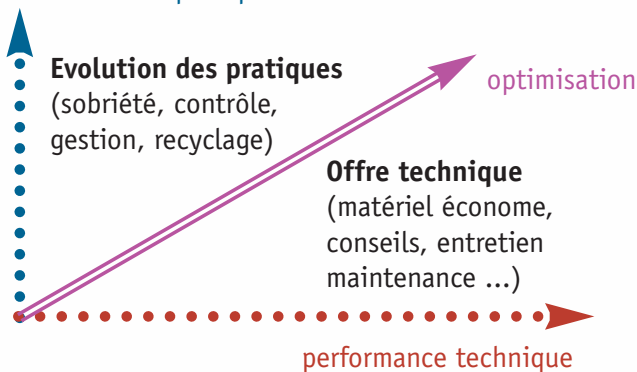 Evolution des pratiques
(sobriété, contrôle,
gestion, recyclage)
optimisation
Offre technique
(matériel économe,
conseils, entretien
maintenance ...)
performance technique